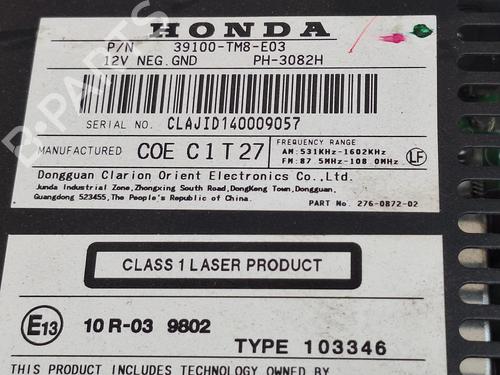 HONDA
P/N 39100-TM8-E03
12V NEG.GND PH-3082H
SERIAL NO. CLAJID140009057
MANUFACTURED COE C1T27
FREQUENCY RANGE
AM:531KHz-1602KHz
FM:87.5MHz-108.0MHz
LF
Dongguan Clarion Orient Electronics Co.,Ltd.
Junda Industrial Zone,Zhongxing South Road,DongKeng Town,Dongguan,
Guangdong 523455,The People's Republic of China.
PART No. 276-0872-02
CLASS 1 LASER PRODUCT
E13 10 R-03 9802
TYPE 103346
THIS PRODUCT INCLUDES TECHNOLOGY OWNED BY
B-PARTS